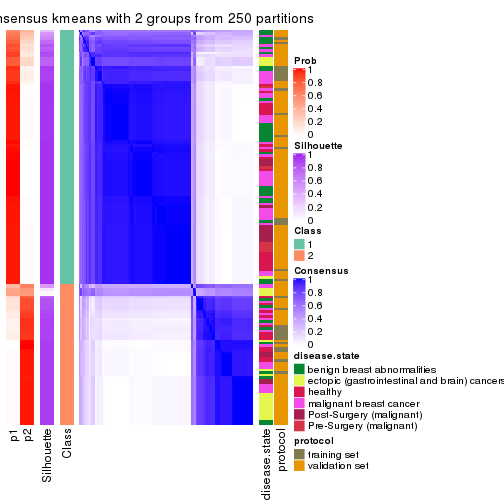 nsensus kmeans with 2 groups from 250 partitions
Prob
1
0.8
0.6
0.4
0.2
0
Silhouette
1
0.8
0.6
0.4
0.2
0
Class
1
2
Consensus
1
0.8
0.6
0.4
0.2
0
disease.state
benign breast abnormalities
ectopic (gastrointestinal and brain) cancers
healthy
malignant breast cancer
Post-Surgery (malignant)
Pre-Surgery (malignant)
protocol
training set
validation set
p1
p2
Silhouette
Class
disease.state
protocol